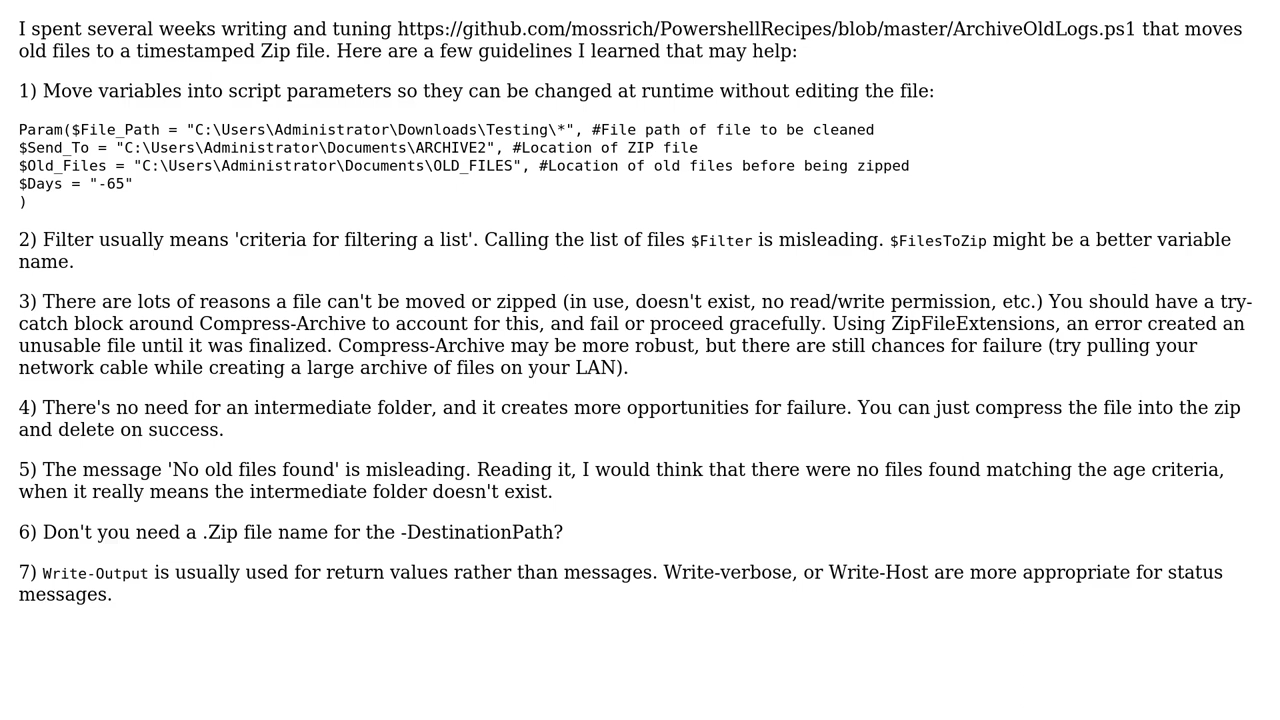 I spent several weeks writing and tuning https://github.com/mossrich/PowershellRecipes/blob/master/ArchiveOldLogs.ps1 that moves
old files to a timestamped Zip file. Here are a few guidelines I learned that may help:
1) Move variables into script parameters so they can be changed at runtime without editing the file:
Param($File_Path = "C:\Users\Administrator\Downloads\Testing\*", #File path of file to be cleaned
$Send_To = "C:\Users\Administrator\Documents\ARCHIVE2", #Location of ZIP file
$Old_Files = "C:\Users\Administrator\Documents\OLD_FILES", #Location of old files before being zipped
$Days = "-65"
)
2) Filter usually means 'criteria for filtering a list'. Calling the list of files $Filter is misleading. $FilesToZip might be a better variable
name.
3) There are lots of reasons a file can't be moved or zipped (in use, doesn't exist, no read/write permission, etc.) You should have a try-
catch block around Compress-Archive to account for this, and fail or proceed gracefully. Using ZipFileExtensions, an error created an
unusable file until it was finalized. Compress-Archive may be more robust, but there are still chances for failure (try pulling your
network cable while creating a large archive of files on your LAN).
4) There's no need for an intermediate folder, and it creates more opportunities for failure. You can just compress the file into the zip
and delete on success.
5) The message 'No old files found' is misleading. Reading it, I would think that there were no files found matching the age criteria,
when it really means the intermediate folder doesn't exist.
6) Don't you need a .Zip file name for the -DestinationPath?
7) Write-Output is usually used for return values rather than messages. Write-verbose, or Write-Host are more appropriate for status
messages.